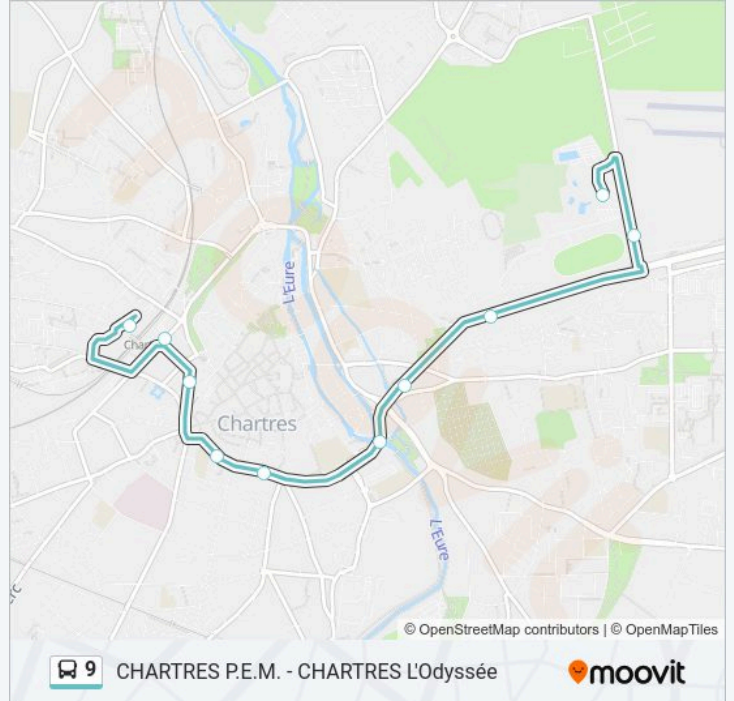 L'Eure
Chartres
L'Eure
© OpenStreetMap contributors | © OpenMapTiles
9 CHARTRES P.E.M. - CHARTRES L'Odyssée
moovit